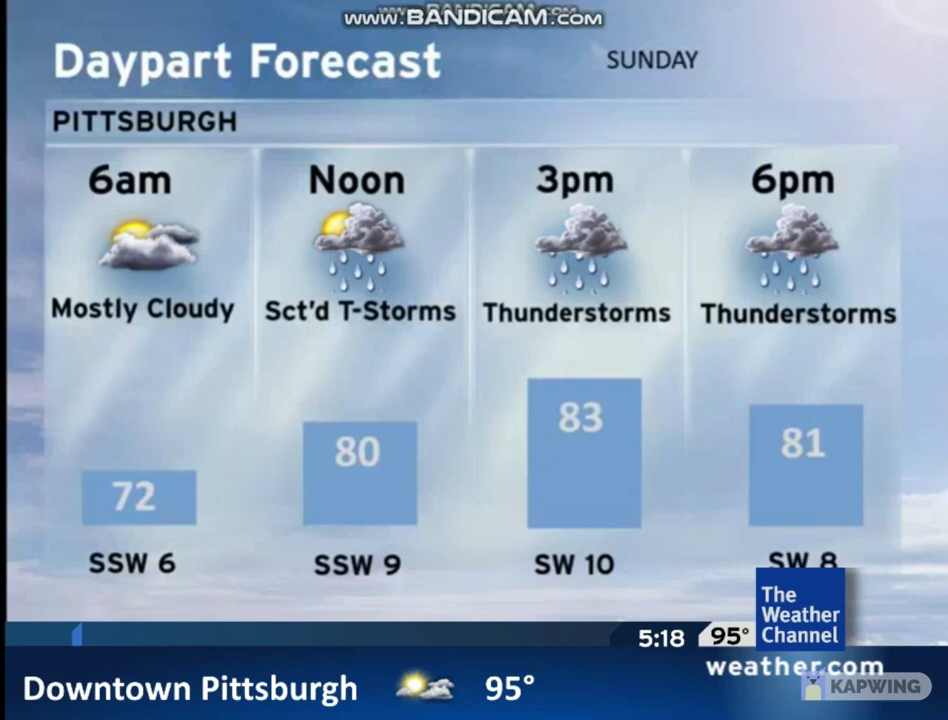 www.BANDICAM.com
Daypart Forecast
SUNDAY
PITTSBURGH
6am Noon 3pm 6pm
Mostly Cloudy Sct'd T-Storms Thunderstorms Thunderstorms
72 80 83 81
SSW 6 SSW 9 SW 10 SW 8
The
Weather
Channel
5:18 95°
weather.com
Downtown Pittsburgh 95°
KAPWING